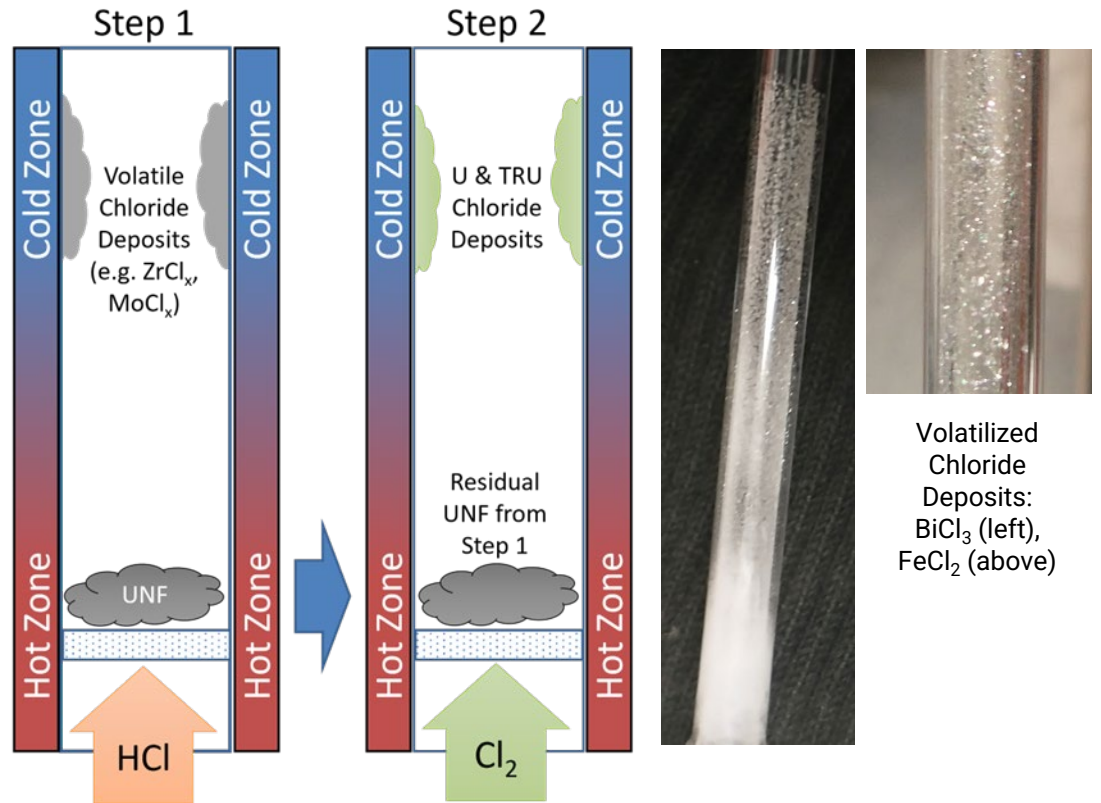 Step 1
Cold Zone
Hot Zone
Volatile
Chloride
Deposits
(e.g. ZrClₓ,
MoClₓ)
UNF
HCl
Cold Zone
Hot Zone
Step 2
Cold Zone
Hot Zone
U & TRU
Chloride
Deposits
Residual
UNF from
Step 1
Cl₂
Cold Zone
Hot Zone
Volatilized
Chloride
Deposits:
BiCl₃ (left),
FeCl₂ (above)